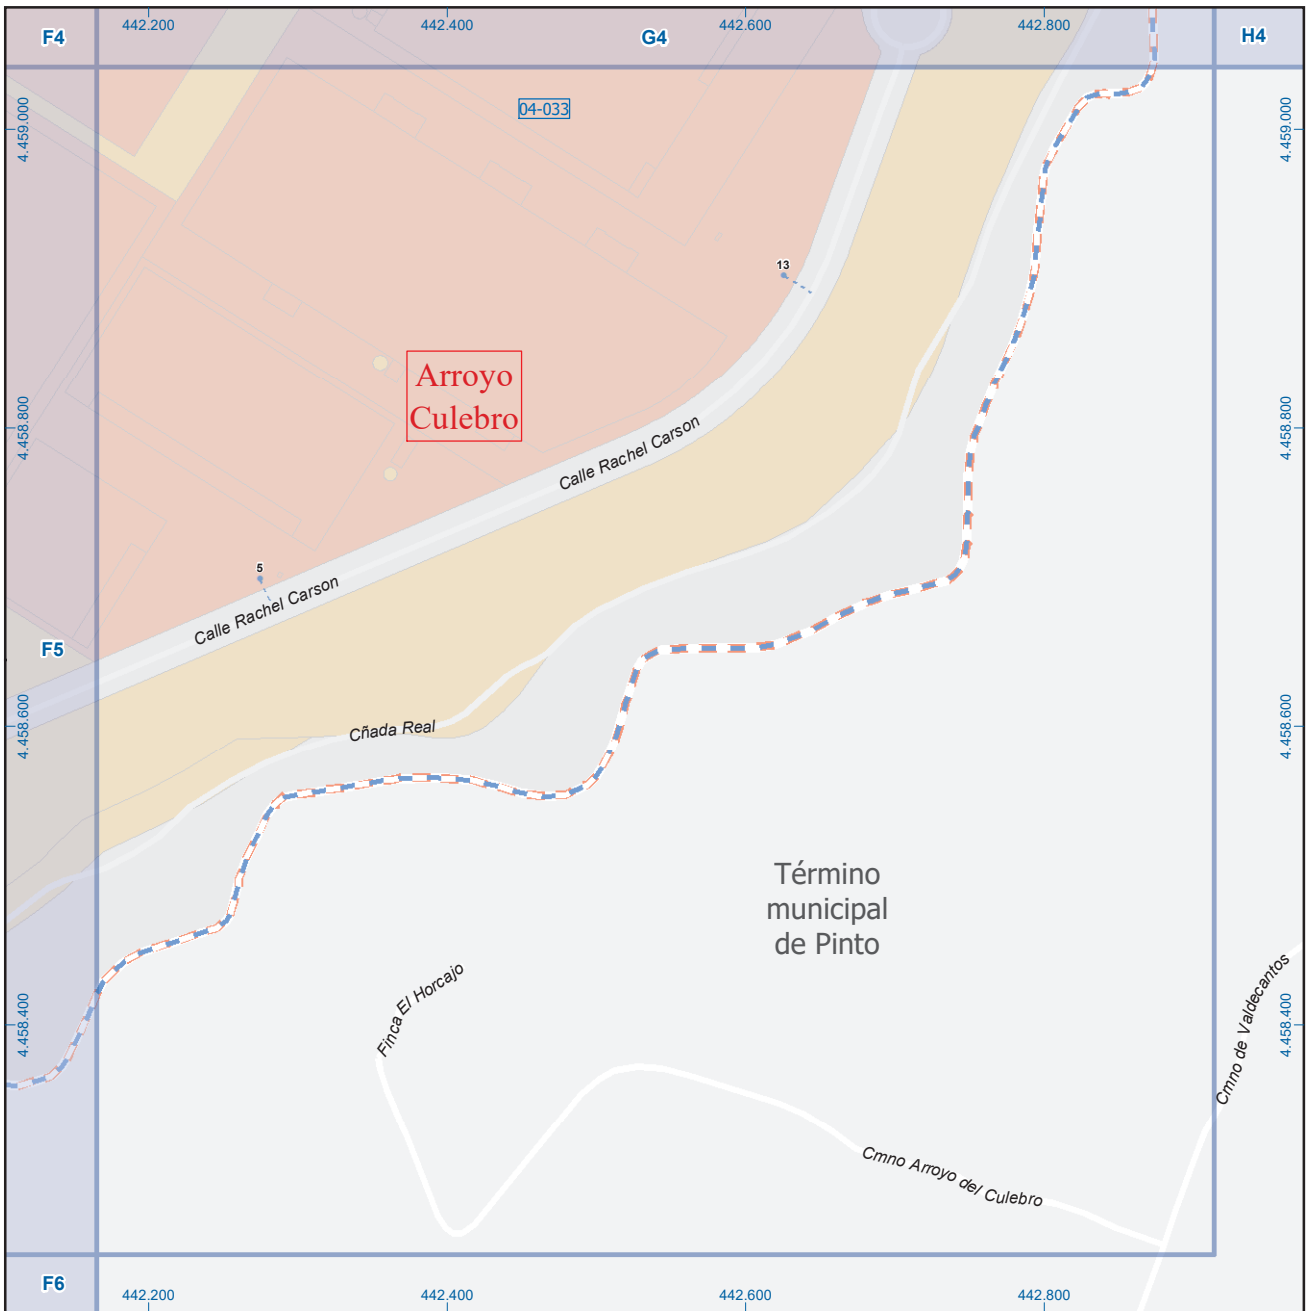 442.200
442.400
442.600
442.800
F4
G4
H4
04-033
4.459.000
4.459.000
13
Arroyo
Culebro
4.458.800
4.458.800
Calle Rachel Carson
5
Calle Rachel Carson
F5
Cñada Real
4.458.600
4.458.600
Término
municipal
de Pinto
Finca El Horcajo
Cmno de Valdecantos
4.458.400
4.458.400
Cmno Arroyo del Culebro
F6
442.200
442.400
442.600
442.800